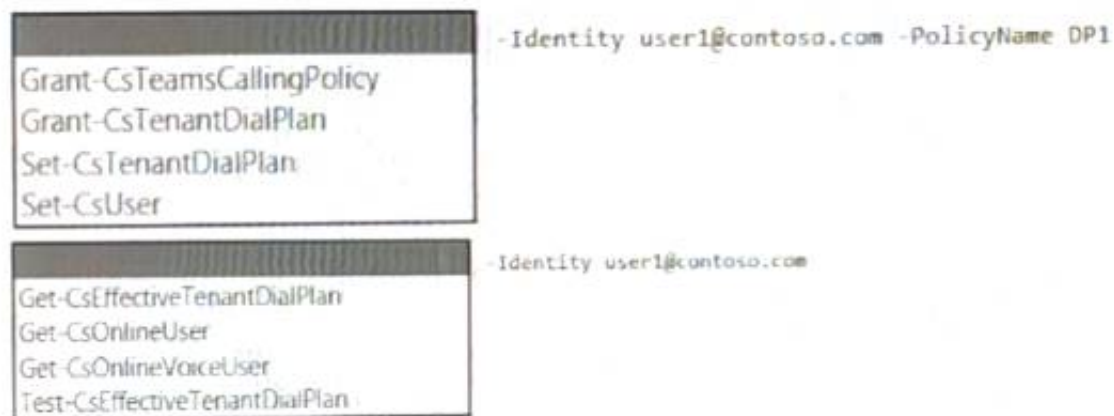 -Identity user1@contoso.com -PolicyName DP1
Grant-CsTeamsCallingPolicy
Grant-CsTenantDialPlan
Set-CsTenantDialPlan
Set-CsUser
-Identity user1@contoso.com
Get-CsEffectiveTenantDialPlan
Get-CsOnlineUser
Get-CsOnlineVoiceUser
Test-CsEffectiveTenantDialPlan